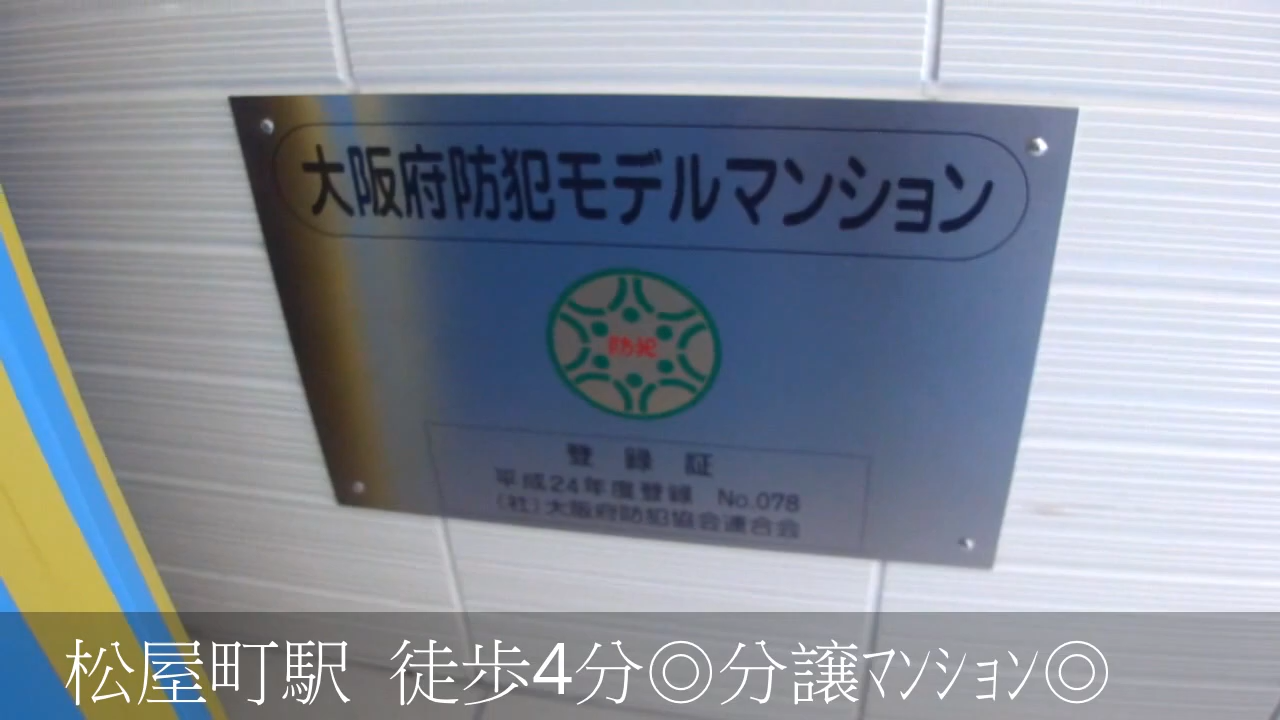 大阪府防犯モデルマンション
防犯
登録証
平成24年度登録 No.078
(社)大阪府防犯協会連合会
松屋町駅 徒歩4分◎分譲ﾏﾝｼｮﾝ◎